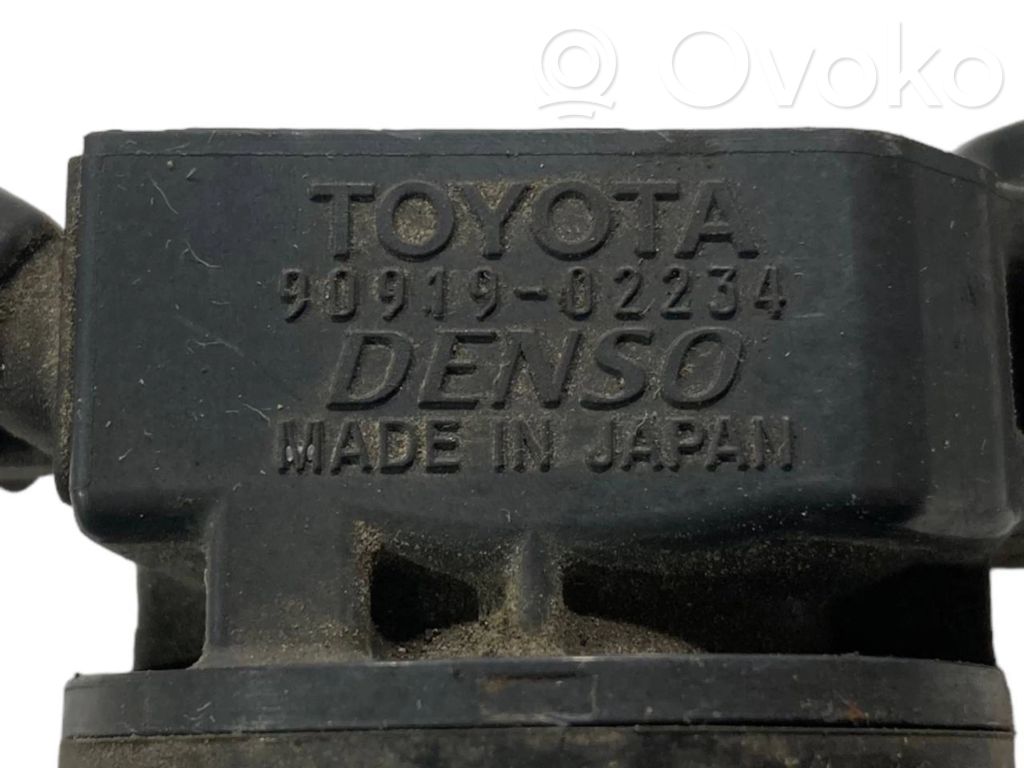 Ovoko
TOYOTA
90919-02234
DENSO
MADE IN JAPAN